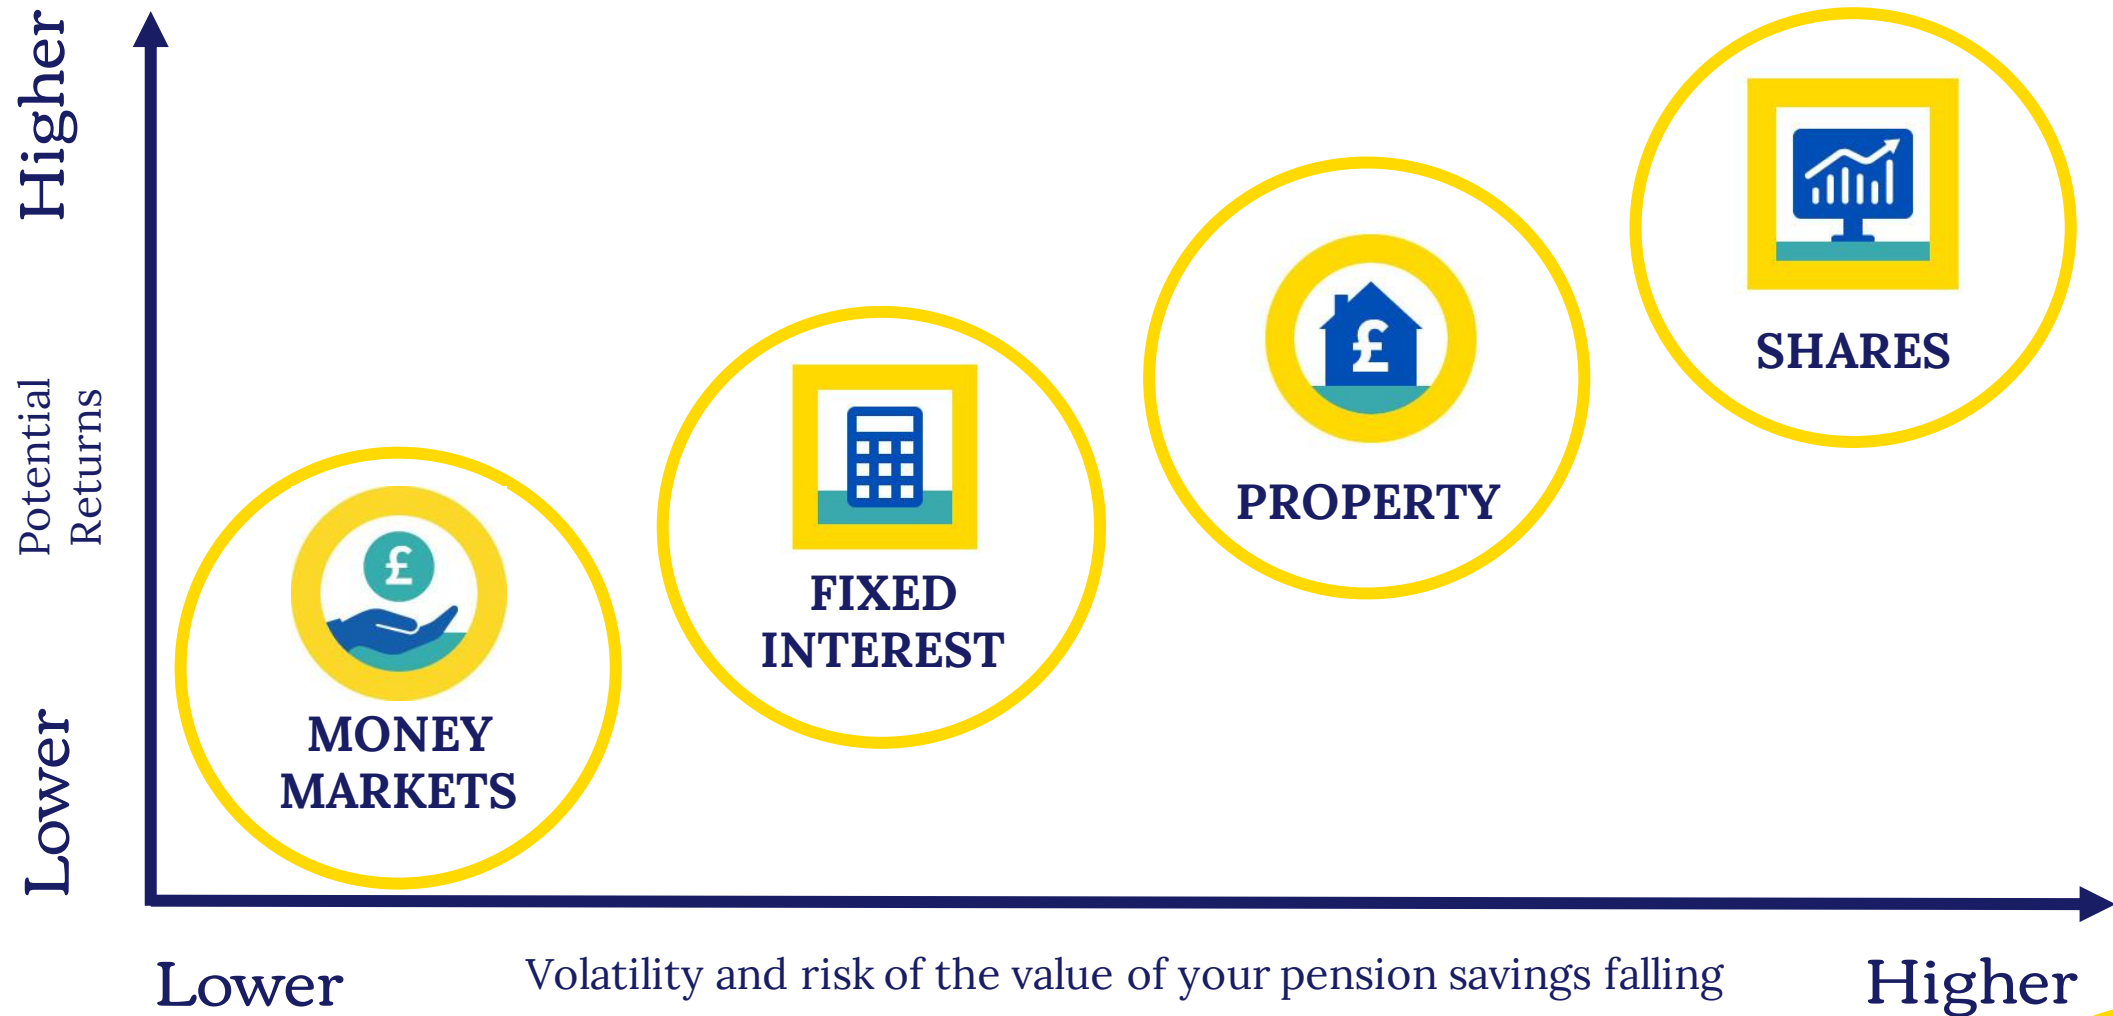 Higher
Potential
Returns
Lower
£
MONEY
MARKETS
FIXED
INTEREST
£
PROPERTY
SHARES
Lower
Volatility and risk of the value of your pension savings falling
Higher